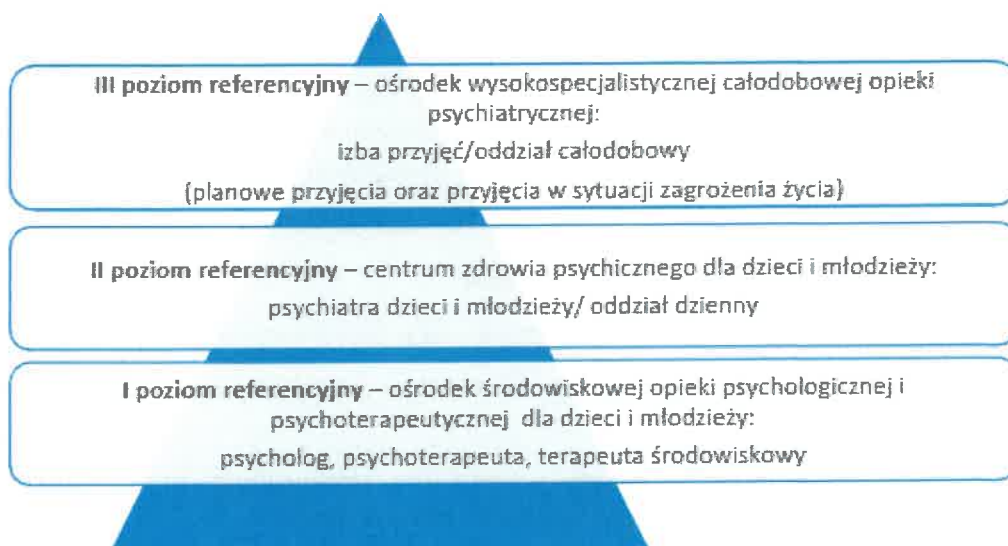 III poziom referencyjny – ośrodek wysokospecjalistycznej całodobowej opieki
psychiatrycznej:
izba przyjęć/oddział całodobowy
(planowe przyjęcia oraz przyjęcia w sytuacji zagrożenia życia)
II poziom referencyjny – centrum zdrowia psychicznego dla dzieci i młodzieży:
psychiatra dzieci i młodzieży/ oddział dzienny
I poziom referencyjny – ośrodek środowiskowej opieki psychologicznej i
psychoterapeutycznej dla dzieci i młodzieży:
psycholog, psychoterapeuta, terapeuta środowiskowy